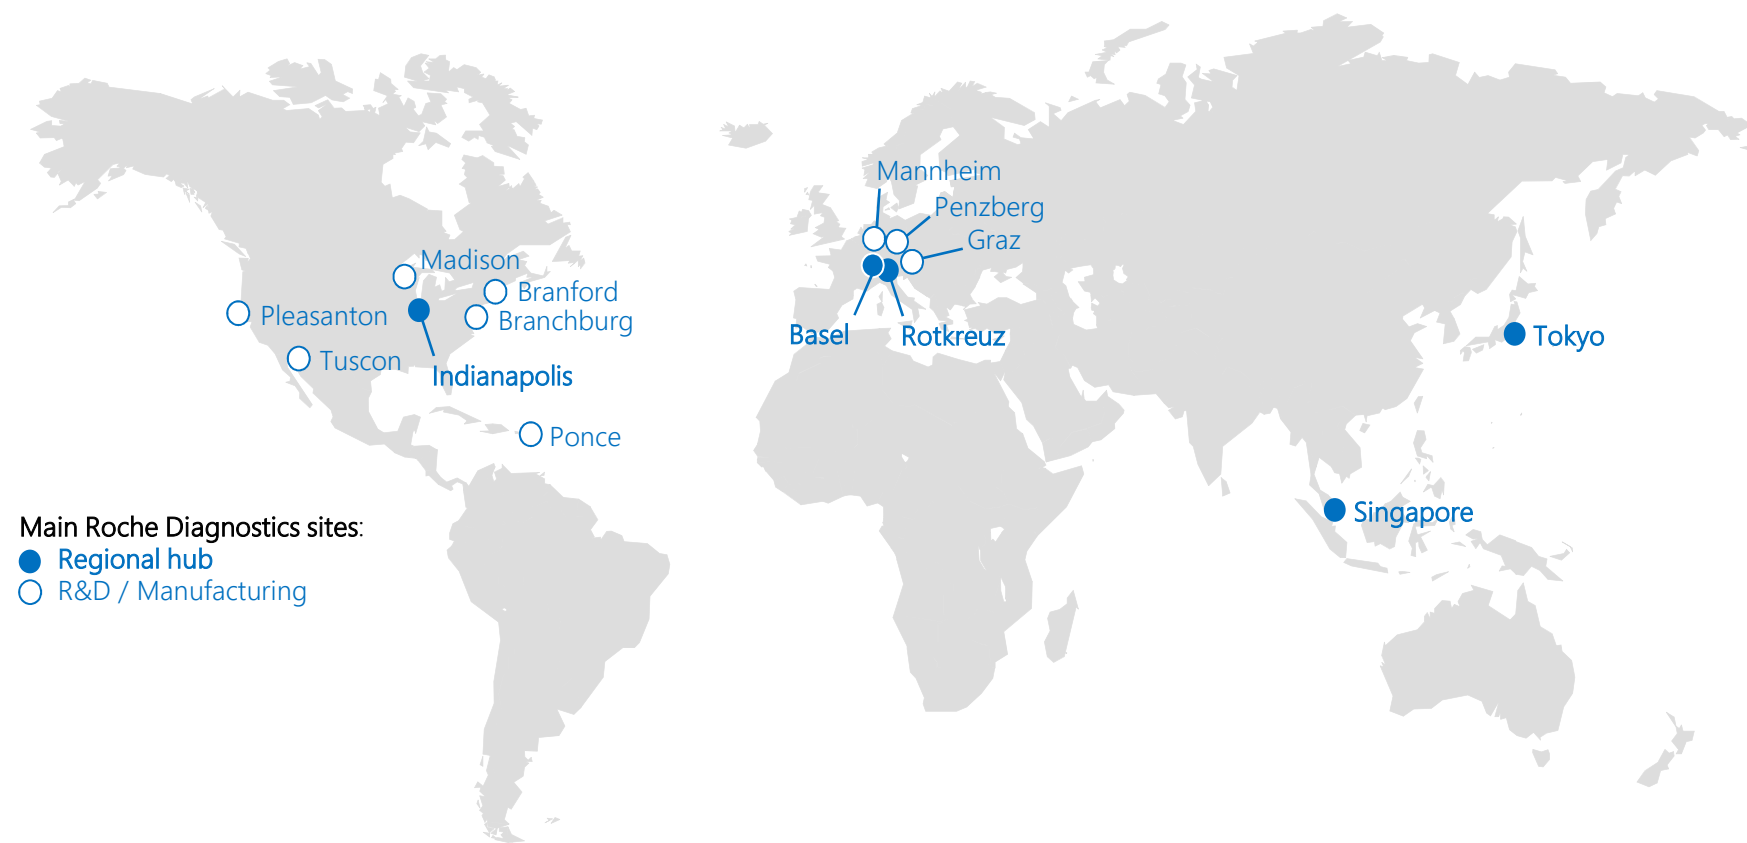 Mannheim
Penzberg
Graz
Madison
Branford
Pleasanton
Branchburg
Basel
Rotkreuz
Tokyo
Tuscon
Indianapolis
Ponce
Singapore
Main Roche Diagnostics sites:
Regional hub
R&D / Manufacturing